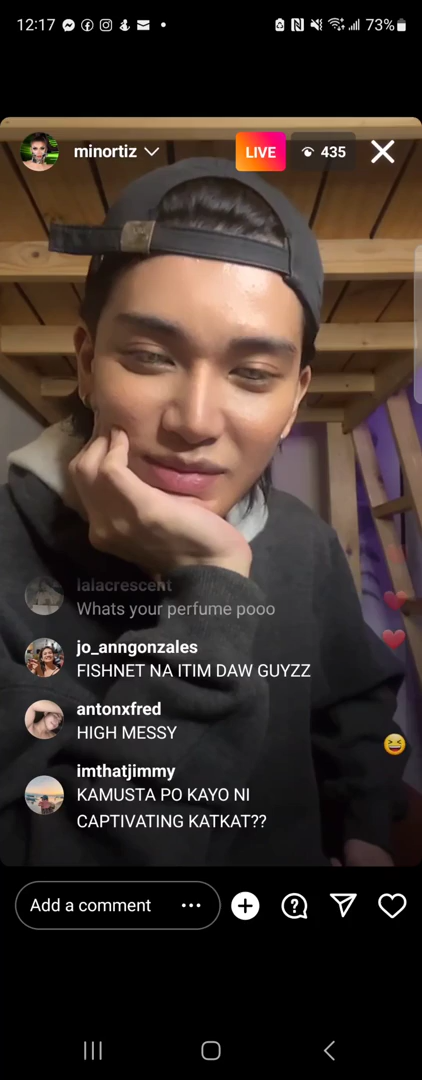 12:17
73%
minortiz
LIVE
435
lalacrescent
Whats your perfume pooo
jo_anngonzales
FISHNET NA ITIM DAW GUYZZ
antonxfred
HIGH MESSY
imthatjimmy
KAMUSTA PO KAYO NI
CAPTIVATING KATKAT??
Add a comment